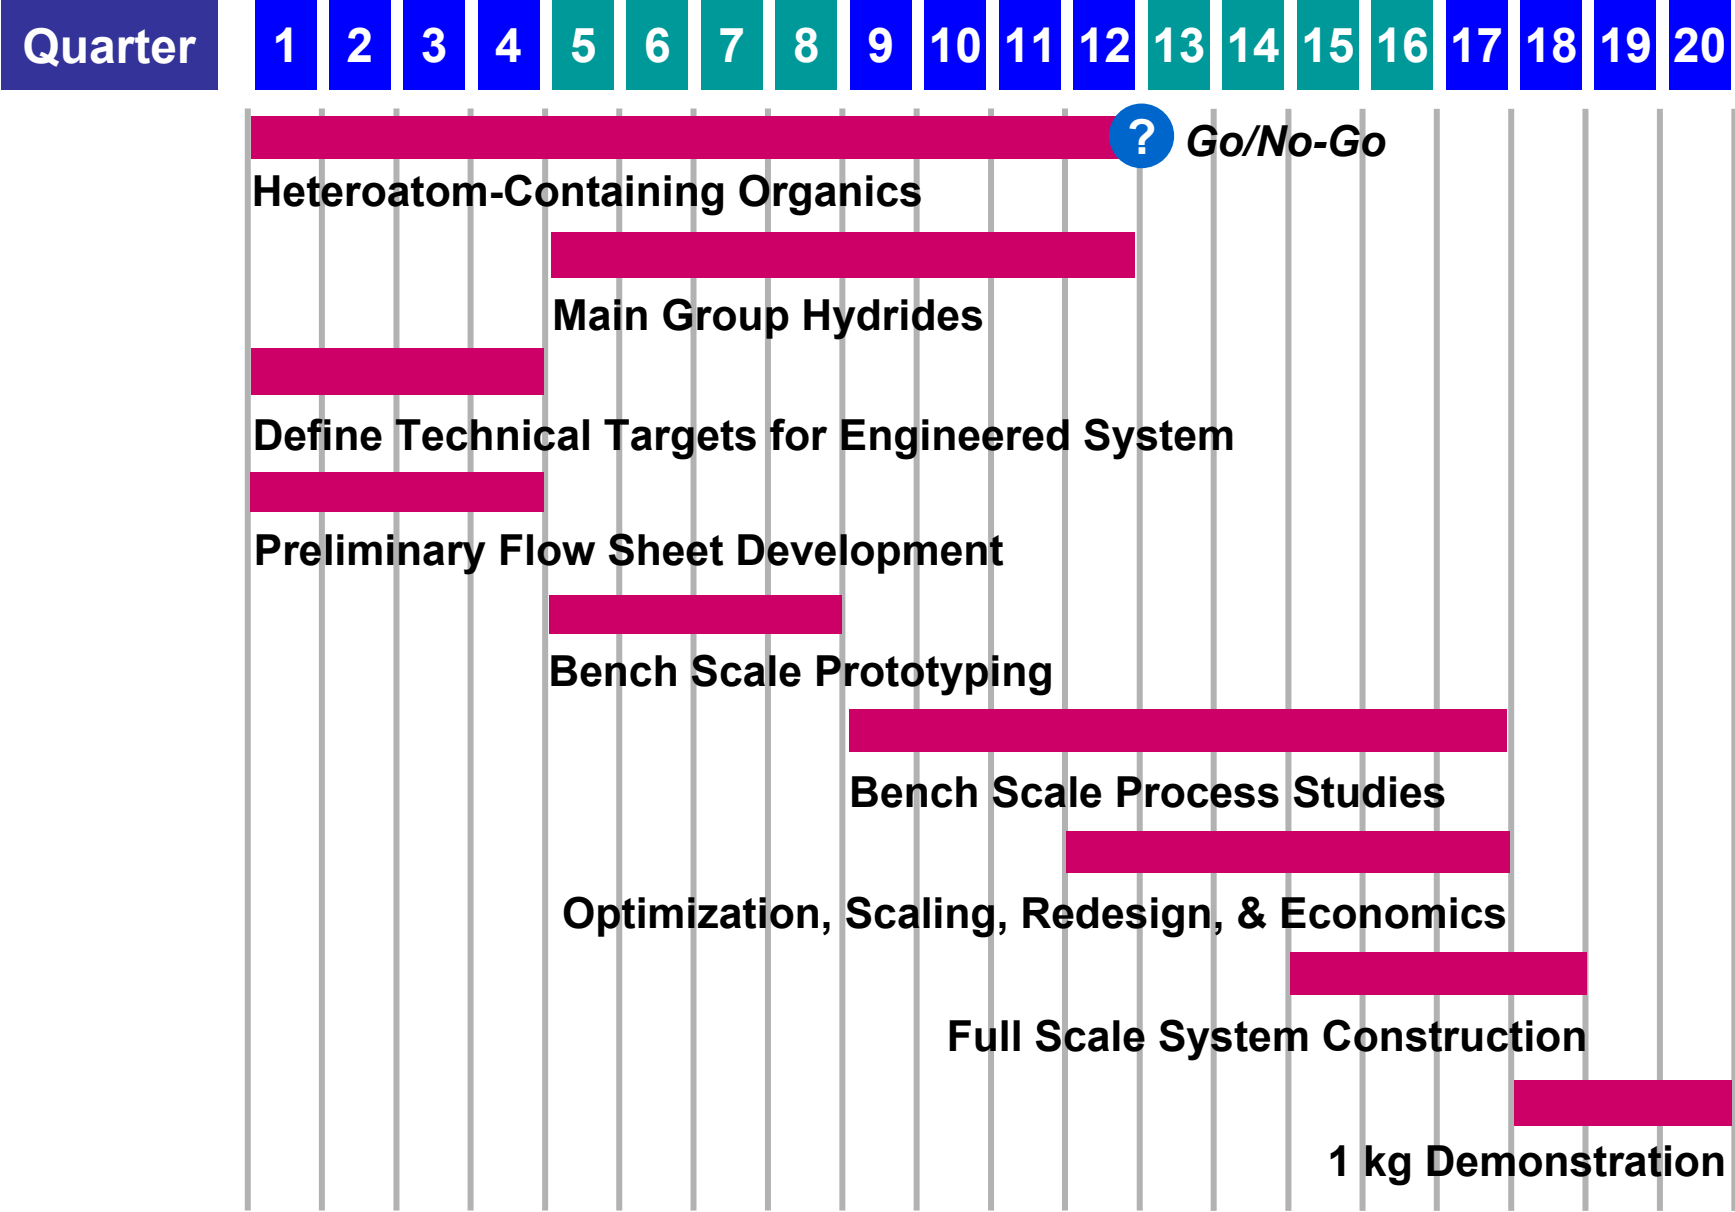 Quarter 1 2 3 4 5 6 7 8 9 10 11 12 13 14 15 16 17 18 19 20
? Go/No-Go
Heteroatom-Containing Organics
Main Group Hydrides
Define Technical Targets for Engineered System
Preliminary Flow Sheet Development
Bench Scale Prototyping
Bench Scale Process Studies
Optimization, Scaling, Redesign, & Economics
Full Scale System Construction
1 kg Demonstration